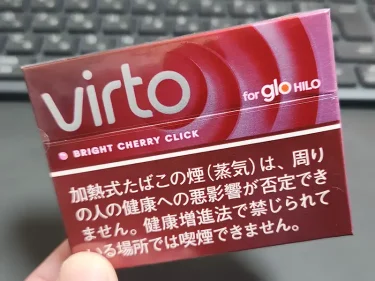 virto
for glo HILO
BRIGHT CHERRY CLICK
加熱式たばこの煙(蒸気)は、周り
の人の健康への悪影響が否定でき
ません。健康増進法で禁じられて
いる場所では喫煙できません。